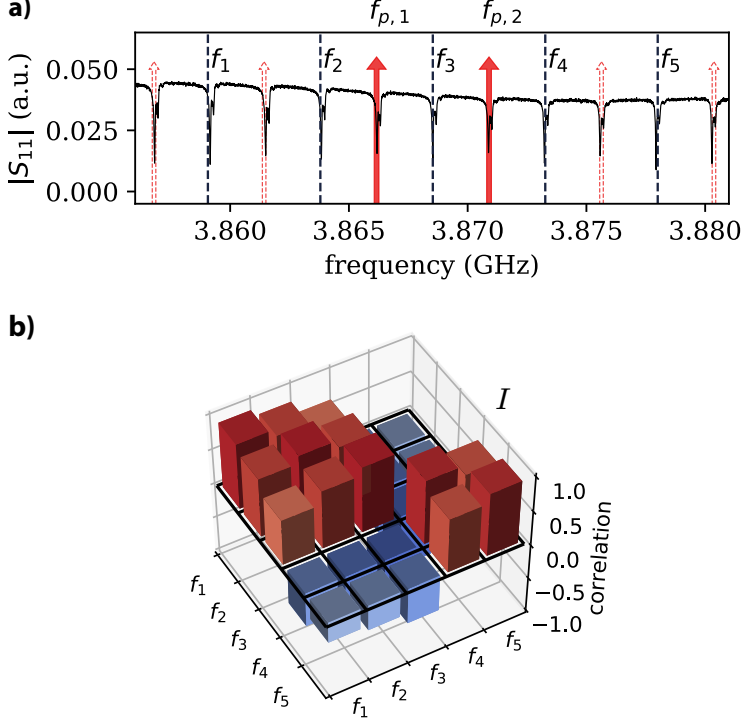 a)
f_{p, 1} f_{p, 2}
f_1 f_2 f_3 f_4 f_5
|S_{11}| (a.u.)
0.050
0.025
0.000
3.860 3.865 3.870 3.875 3.880
frequency (GHz)
b)
I
1.0
0.5
0.0
−0.5
−1.0
correlation
f_1
f_2
f_3
f_4
f_5
f_1
f_2
f_3
f_4
f_5